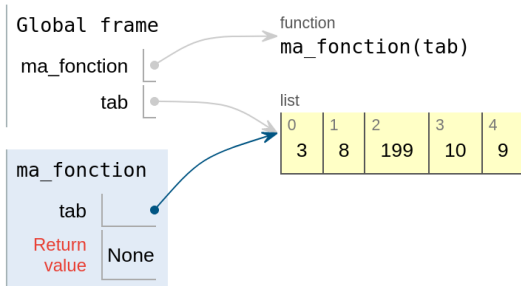 Global frame
ma_fonction
tab
function
ma_fonction(tab)
list
0 1 2 3 4
3 8 199 10 9
ma_fonction
tab
Return
value
None